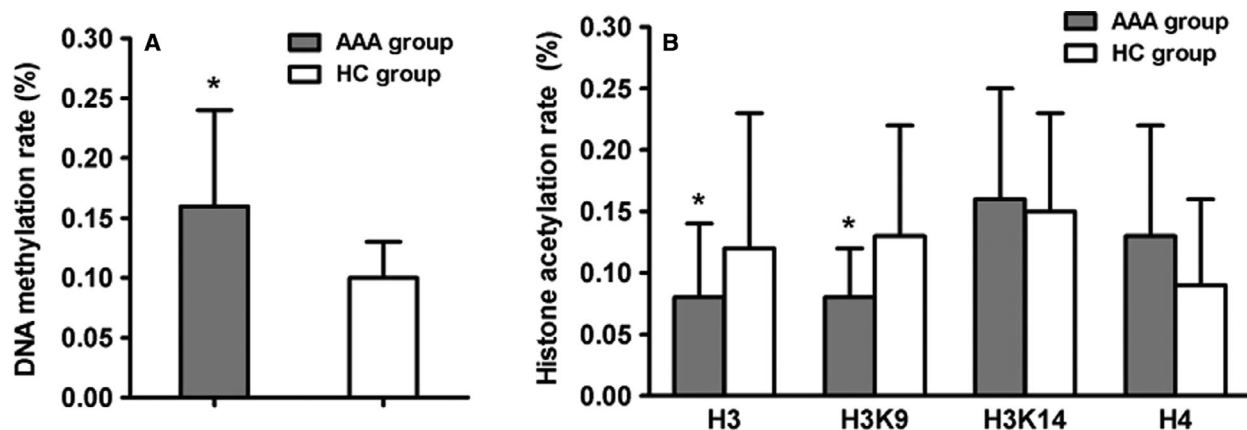 A
AAA group
HC group
DNA methylation rate (%)
0.30
0.25
0.20
0.15
0.10
0.05
0.00
*
B
AAA group
HC group
Histone acetylation rate (%)
0.30
0.25
0.20
0.15
0.10
0.05
0.00
*
*
H3
H3K9
H3K14
H4